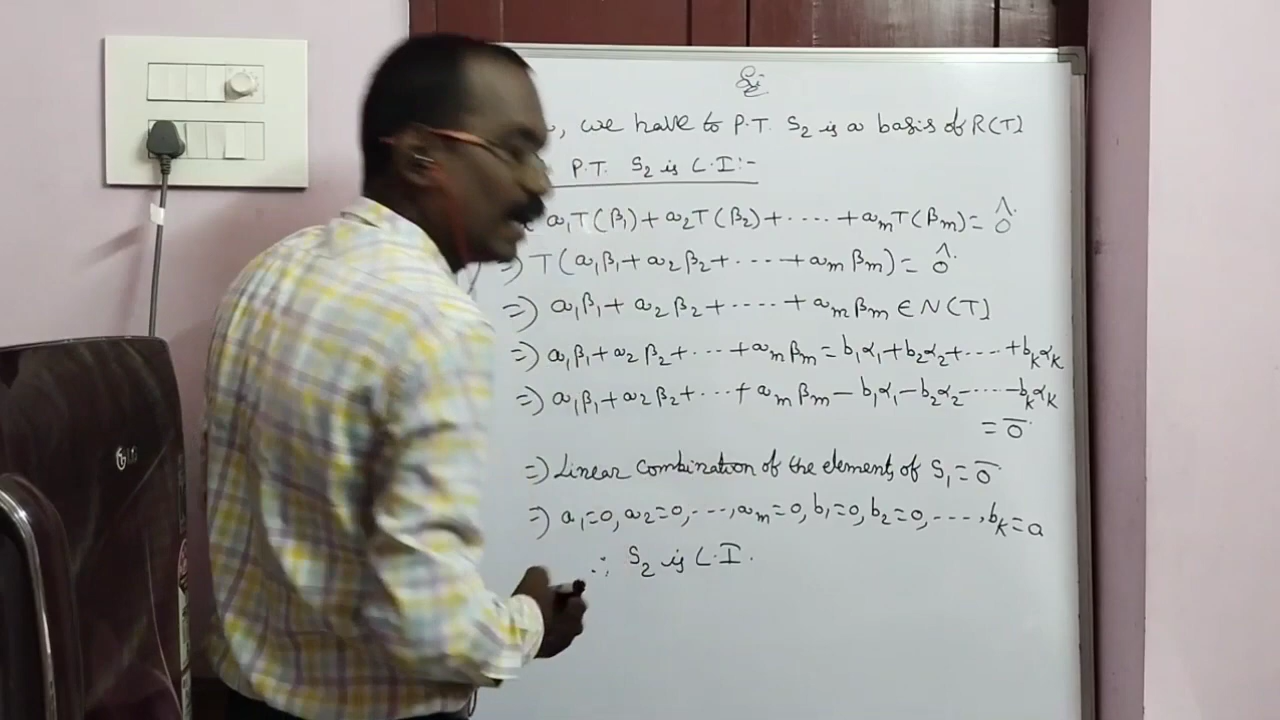 we have to P.T. S₂ is a basis of R(T)
P.T. S₂ is L.I:-
a₁T(β₁) + a₂T(β₂) + ..... + aₘT(βₘ) = 0̂
⇒ T(a₁β₁ + a₂β₂ + .... + aₘβₘ) = 0̂
⇒ a₁β₁ + a₂β₂ + ..... + aₘβₘ ∈ N(T)
⇒ a₁β₁ + a₂β₂ + .... + aₘβₘ = b₁α₁ + b₂α₂ + ..... + bₖαₖ
⇒ a₁β₁ + a₂β₂ + .... + aₘβₘ - b₁α₁ - b₂α₂ - ..... - bₖαₖ
= 0̅
⇒ Linear combination of the elements of S₁ = 0̅
⇒ a₁=0, a₂=0, ...., aₘ=0, b₁=0, b₂=0, ...., bₖ=a
∴ S₂ is L.I.